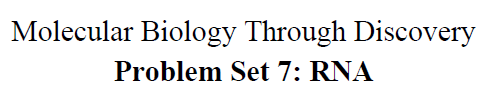 Molecular Biology Through Discovery
Problem Set 7: RNA